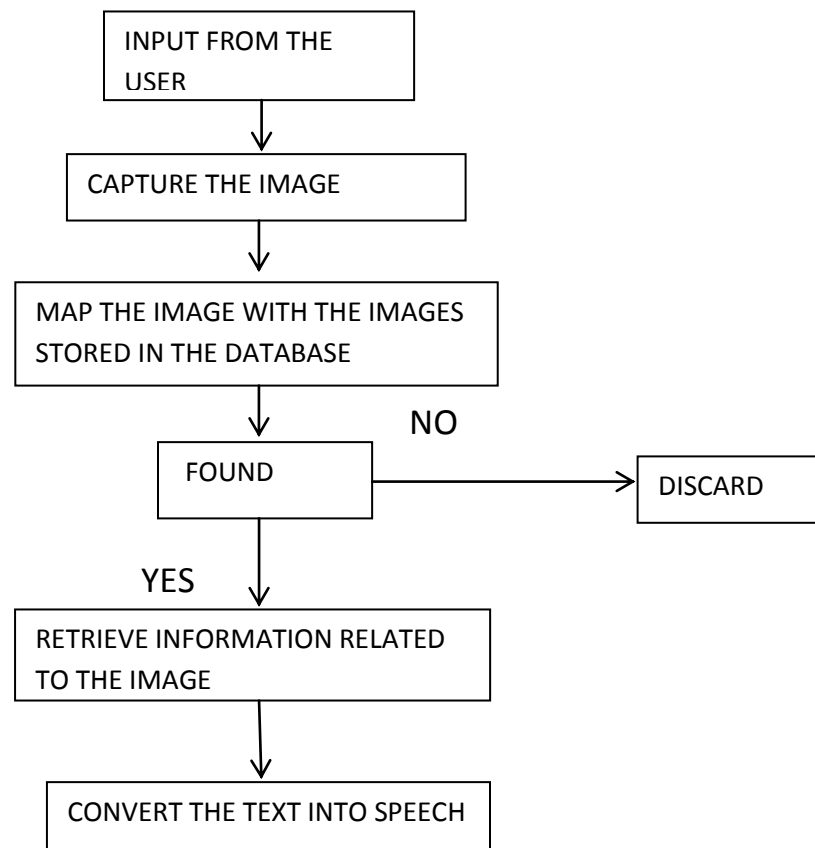 INPUT FROM THE
USER
CAPTURE THE IMAGE
MAP THE IMAGE WITH THE IMAGES
STORED IN THE DATABASE
NO
FOUND
DISCARD
YES
RETRIEVE INFORMATION RELATED
TO THE IMAGE
CONVERT THE TEXT INTO SPEECH